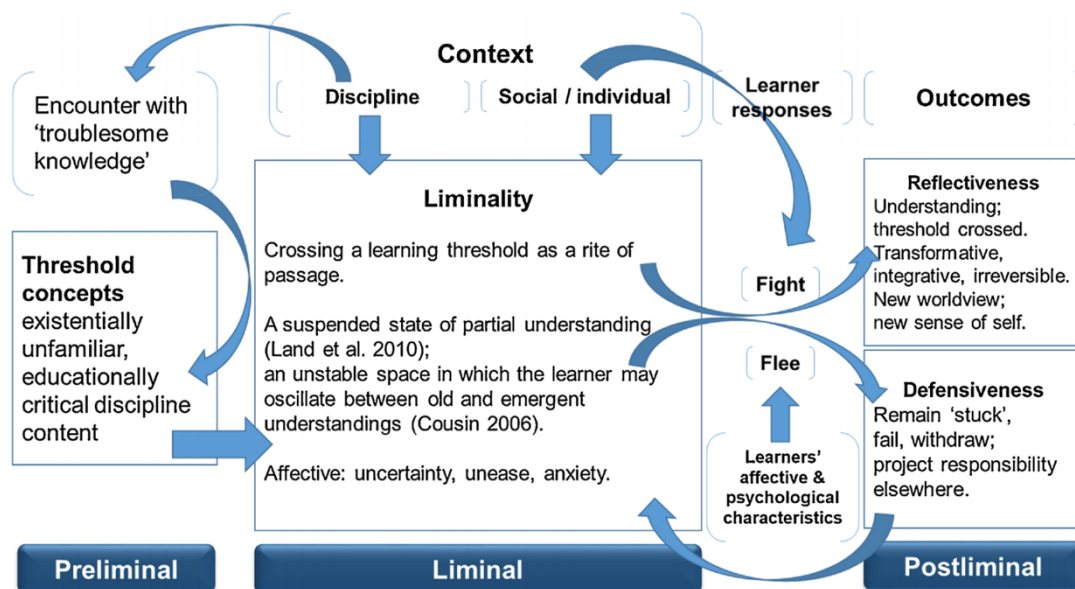 Context
Discipline
Social / individual
Encounter with
‘troublesome
knowledge’
Threshold
concepts
existentially
unfamiliar,
educationally
critical discipline
content
Liminality
Crossing a learning threshold as a rite of
passage.
A suspended state of partial understanding
(Land et al. 2010);
an unstable space in which the learner may
oscillate between old and emergent
understandings (Cousin 2006).
Affective: uncertainty, unease, anxiety.
Learner
responses
Fight
Flee
Learners’
affective &
psychological
characteristics
Outcomes
Reflectiveness
Understanding;
threshold crossed.
Transformative,
integrative, irreversible.
New worldview;
new sense of self.
Defensiveness
Remain ‘stuck’,
fail, withdraw;
project responsibility
elsewhere.
Preliminal
Liminal
Postliminal